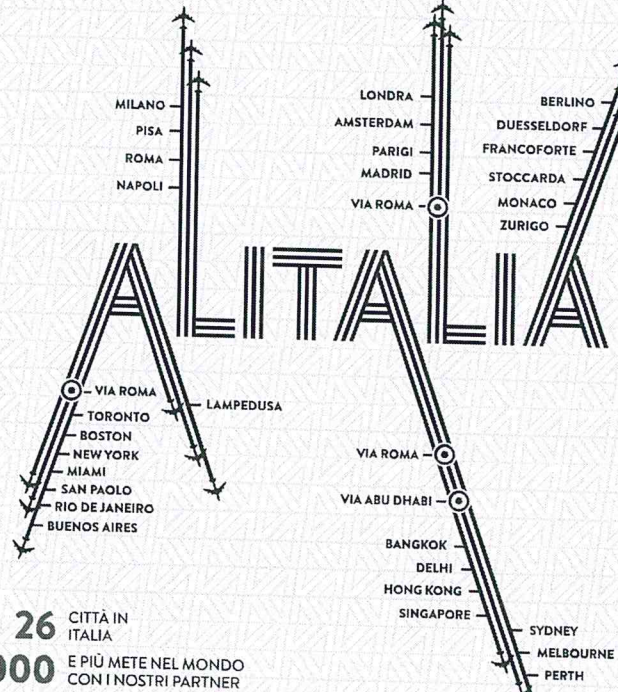 MILANO
PISA
ROMA
NAPOLI
LONDRA
AMSTERDAM
PARIGI
MADRID
VIA ROMA
BERLINO
DUESSELDORF
FRANCOFORTE
STOCCARDA
MONACO
ZURIGO
ALITALIA
VIA ROMA
TORONTO
BOSTON
NEW YORK
MIAMI
SAN PAOLO
RIO DE JANEIRO
BUENOS AIRES
LAMPEDUSA
VIA ROMA
VIA ABU DHABI
BANGKOK
DELHI
HONG KONG
SINGAPORE
SYDNEY
MELBOURNE
PERTH
26 CITTÀ IN
ITALIA
000 E PIÙ METE NEL MONDO
CON I NOSTRI PARTNER